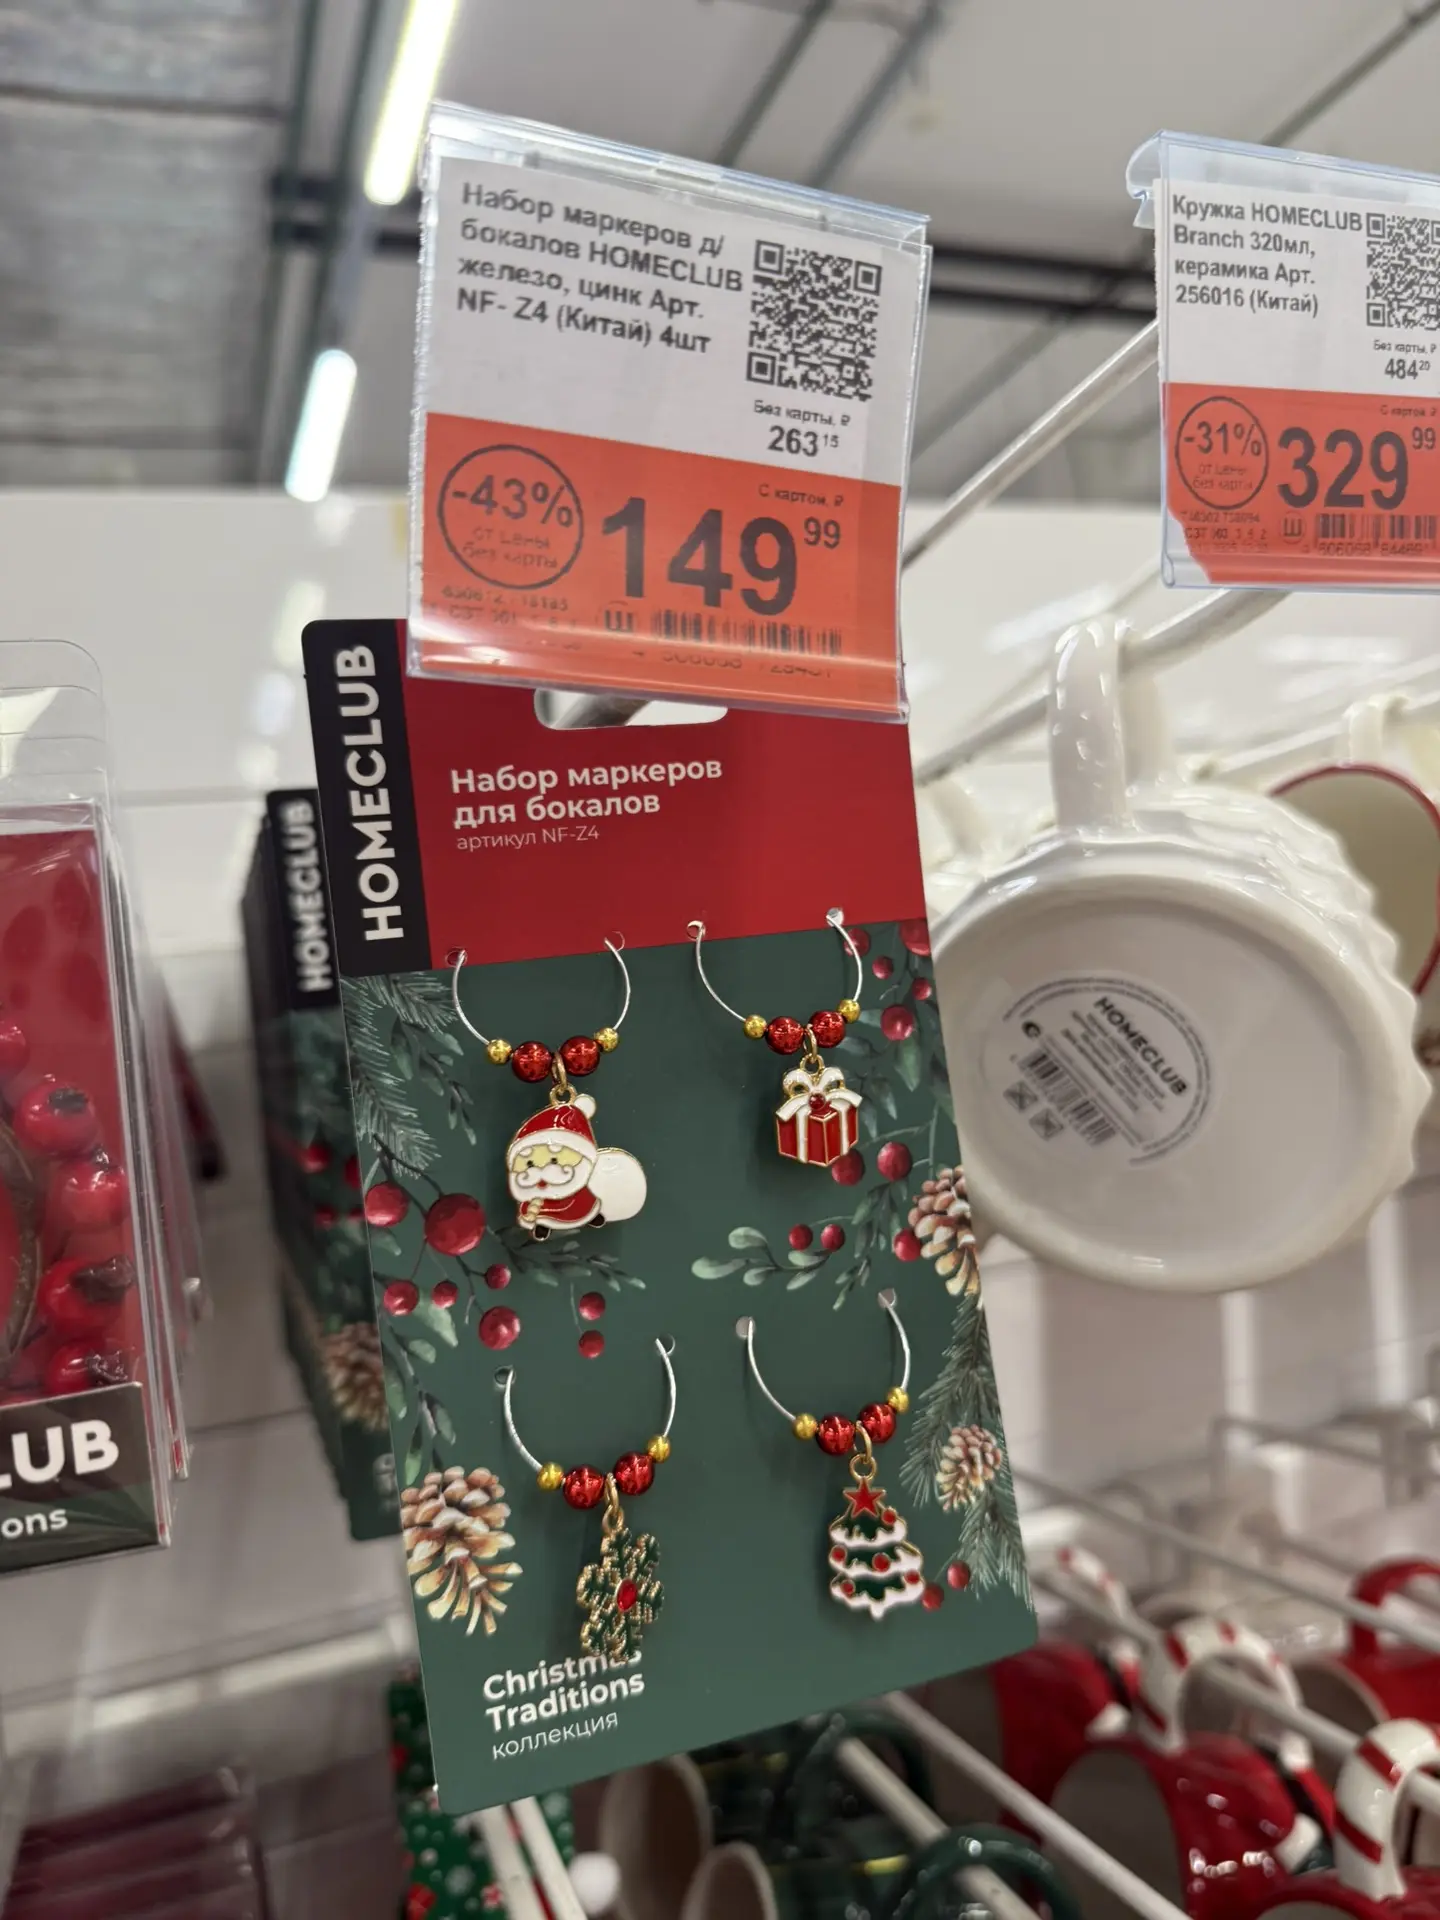 Набор маркеров д/
бокалов HOMECLUB
железо, цинк Арт.
NF- Z4 (Китай) 4шт
Без карты, ₽
263 15
С картой, ₽
-43%
от цены
без карты
149 99
Ш
Кружка HOMECLUB
Branch 320мл,
керамика Арт.
256016 (Китай)
Без карты, ₽
484 20
С картой, ₽
-31%
от цены
без карты
329 99
Ш
HOMECLUB
Набор маркеров
для бокалов
артикул NF-Z4
Christmas
Traditions
коллекция
HOMECLUB
LUB
ons
HOMECLUB